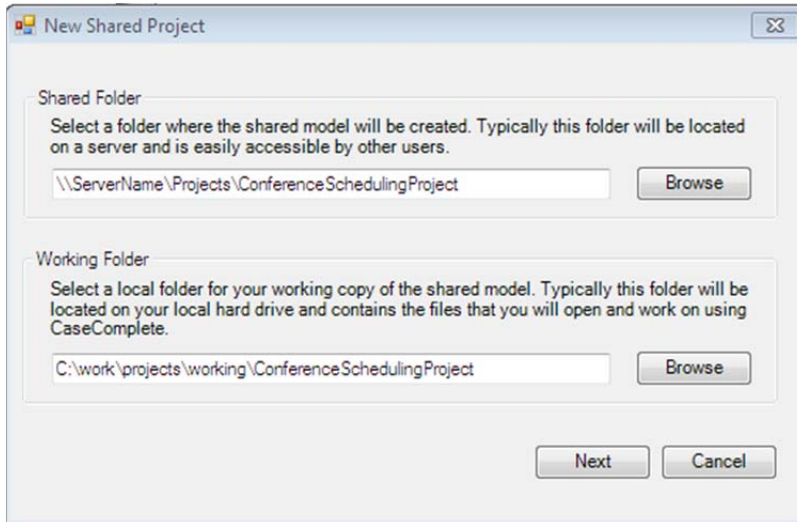 New Shared Project
Shared Folder
Select a folder where the shared model will be created. Typically this folder will be located
on a server and is easily accessible by other users.
\\ServerName\Projects\ConferenceSchedulingProject
Browse
Working Folder
Select a local folder for your working copy of the shared model. Typically this folder will be
located on your local hard drive and contains the files that you will open and work on using
CaseComplete.
C:\work\projects\working\ConferenceSchedulingProject
Browse
Next
Cancel